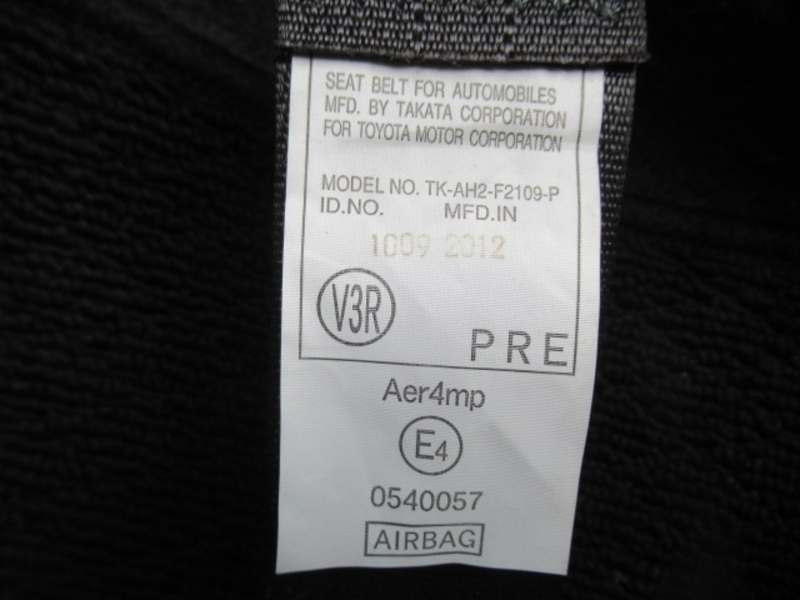 SEAT BELT FOR AUTOMOBILES
MFD. BY TAKATA CORPORATION
FOR TOYOTA MOTOR CORPORATION
MODEL NO. TK-AH2-F2109-P
ID.NO. MFD.IN
1009 2012
V3R
PRE
Aer4mp
E4
0540057
AIRBAG